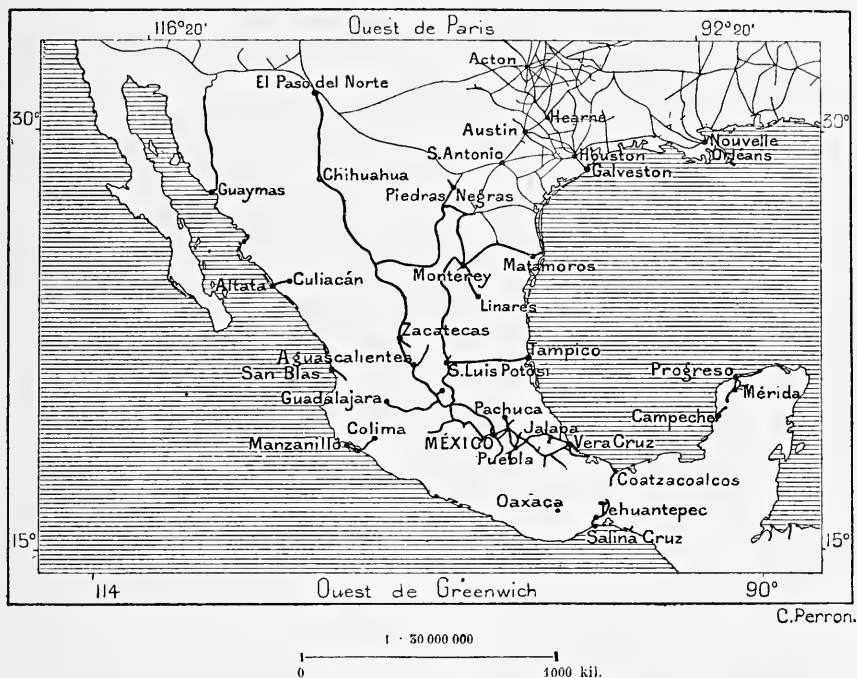 116°20'
Ouest de Paris
92°20'
Acton
El Paso del Norte
Hearne
30°
30°
Austin
Nouvelle
Orléans
S. Antonio
Houston
Galveston
Chihuahua
Guaymas
Piedras Negras
Matamoros
Monterey
Altata
Culiacán
Linares
Zacatecas
Tampico
Aguascalientes
San Blas
S. Luis Potosi
Progreso
Mérida
Guadalajara
Pachuca
Campeche
Jalapa
Colima
MÉXICO
Vera Cruz
Manzanillo
Puebla
Coatzacoalcos
Oaxaca
Tehuantepec
Salina Cruz
15°
15°
114
Ouest de Greenwich
90°
C. Perron.
1 : 30 000 000
0
1000 kil.